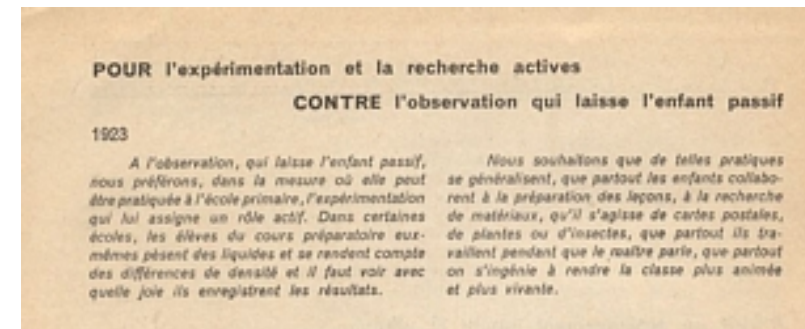 POUR l'expérimentation et la recherche actives
CONTRE l'observation qui laisse l'enfant passif
1923
A l'observation, qui laisse l'enfant passif,
nous préférons, dans la mesure où elle peut
être pratiquée à l'école primaire, l'expérimentation
qui lui assigne un rôle actif. Dans certaines
écoles, les élèves du cours préparatoire eux-
mêmes pèsent des liquides et se rendent compte
des différences de densité et il faut voir avec
quelle joie ils enregistrent les résultats.
Nous souhaitons que de telles pratiques
se généralisent, que partout les enfants collabo-
rent à la préparation des leçons, à la recherche
de matériaux, qu'il s'agisse de cartes postales,
de plantes ou d'insectes, que partout ils tra-
vaillent pendant que le maître parle, que partout
on s'ingénie à rendre la classe plus animée
et plus vivante.